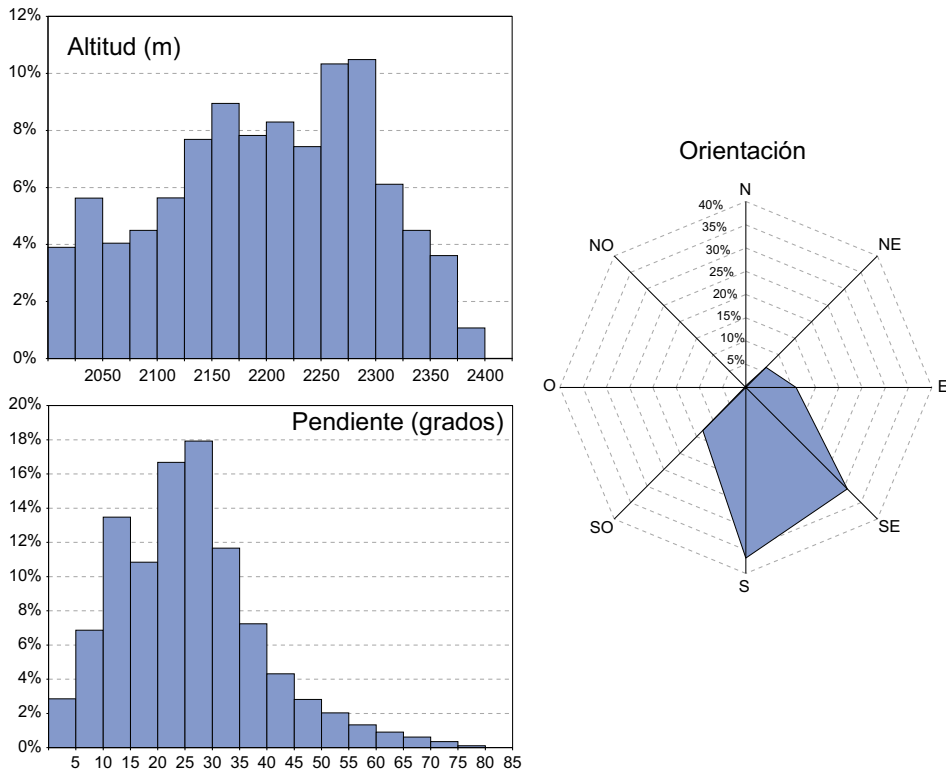 Altitud (m)
12%
10%
8%
6%
4%
2%
0%
2050 2100 2150 2200 2250 2300 2350 2400
Pendiente (grados)
20%
18%
16%
14%
12%
10%
8%
6%
4%
2%
0%
5 10 15 20 25 30 35 40 45 50 55 60 65 70 75 80 85
Orientación
N
NE
E
SE
S
SO
O
NO
40%
35%
30%
25%
20%
15%
10%
5%